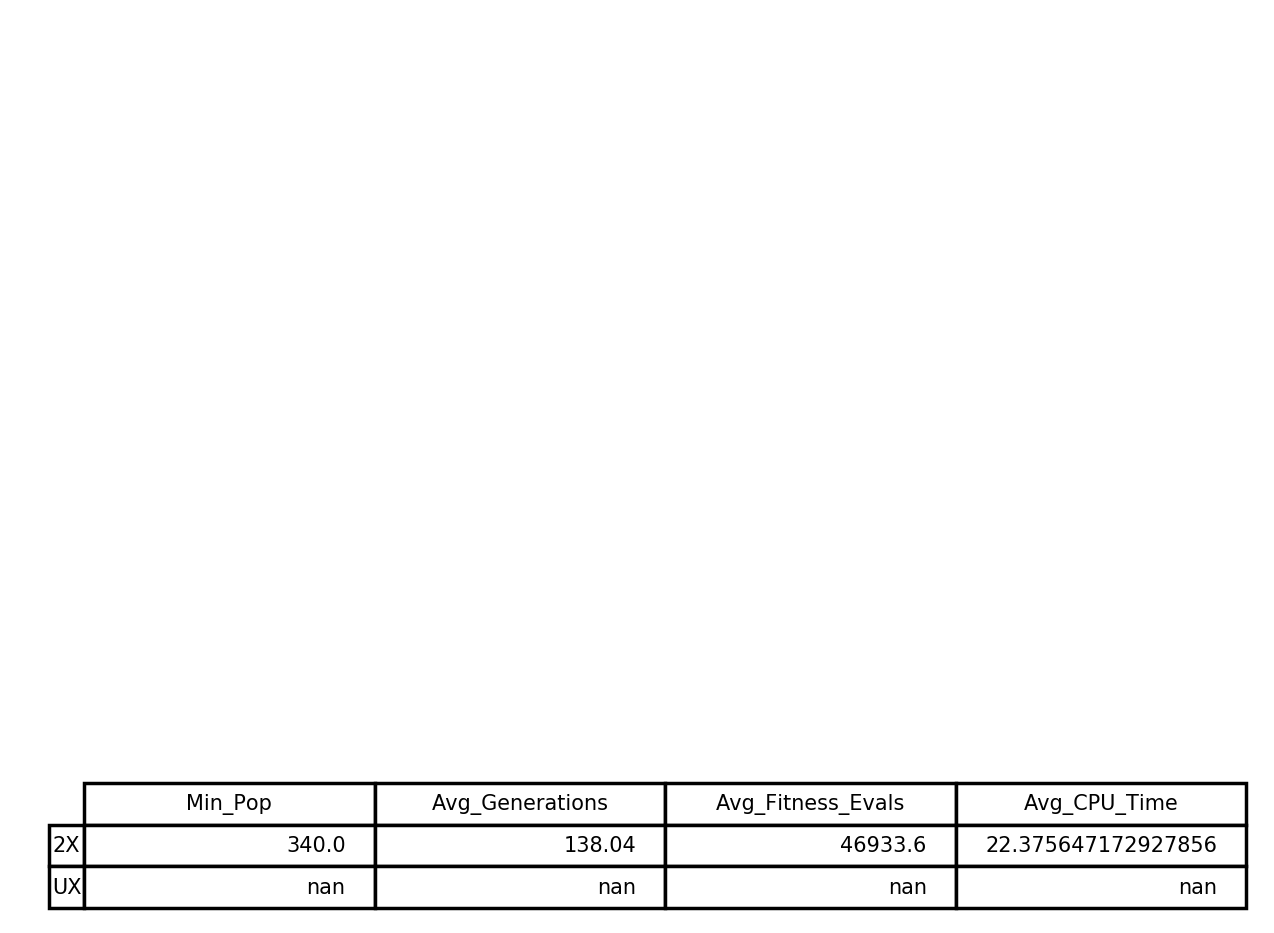 Min_Pop Avg_Generations Avg_Fitness_Evals Avg_CPU_Time
2X 340.0 138.04 46933.6 22.375647172927856
UX nan nan nan nan